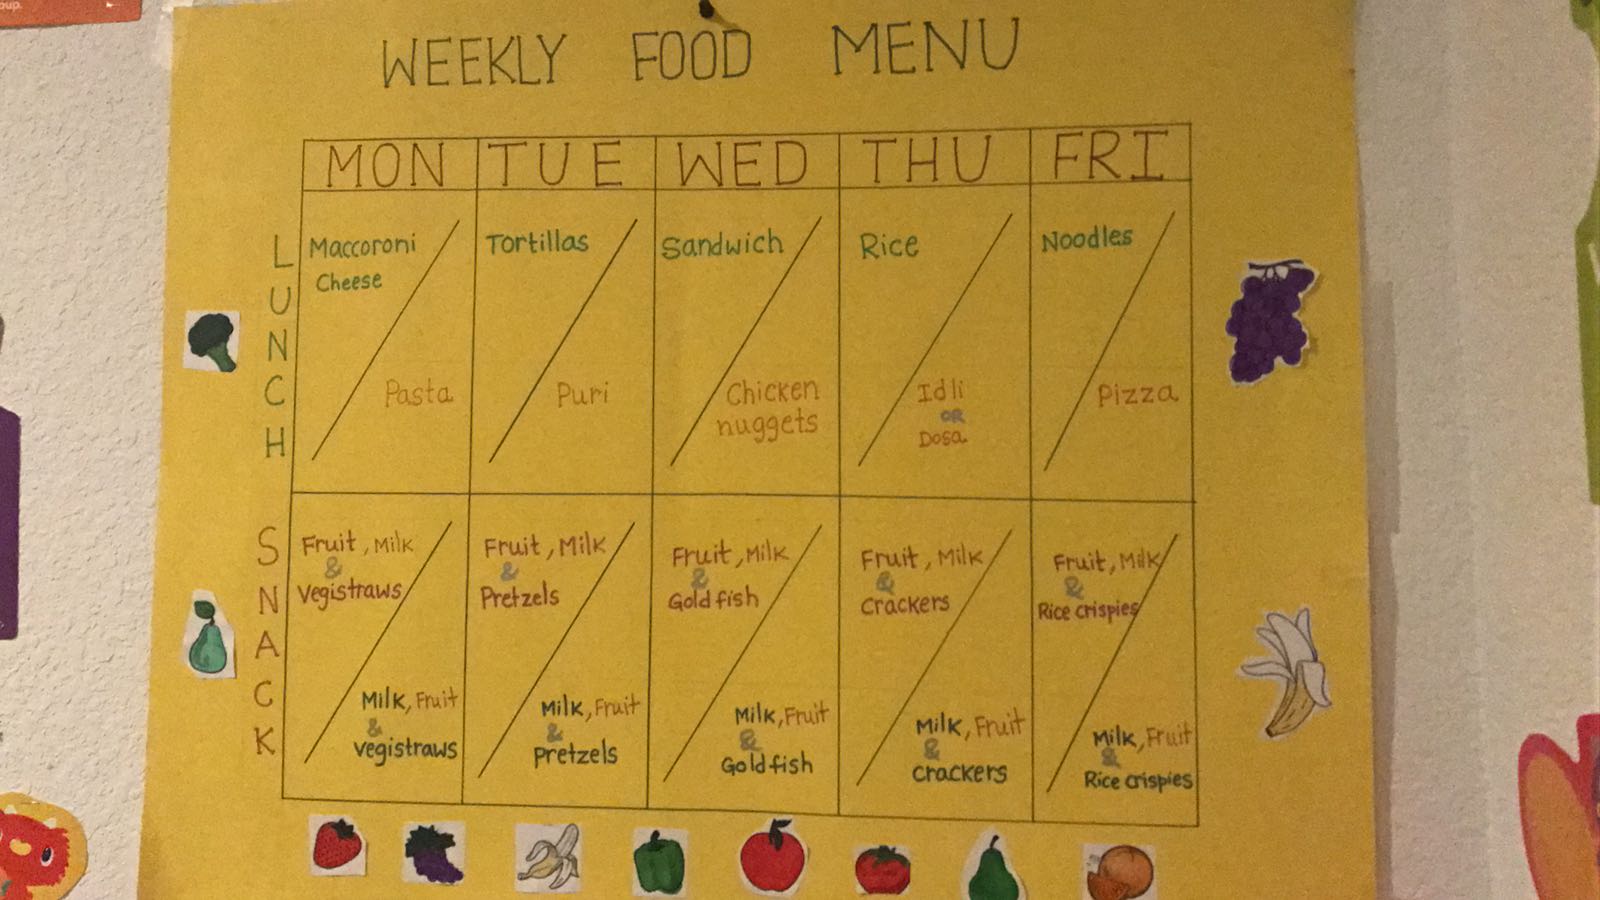 oup.
WEEKLY FOOD MENU
MON TUE WED THU FRI
LUNCH
Maccoroni
Cheese
Pasta
Tortillas
Puri
Sandwich
Chicken
nuggets
Rice
Idli
OR
Dosa
Noodles
Pizza
SNACK
Fruit, Milk
&
Vegistraws
Milk, Fruit
&
vegistraws
Fruit, Milk
&
Pretzels
Milk, Fruit
&
pretzels
Fruit, Milk
&
Gold fish
Milk, Fruit
&
Gold fish
Fruit, Milk
&
crackers
Milk, Fruit
&
crackers
Fruit, Milk
&
Rice crispies
Milk, Fruit
&
Rice crispies